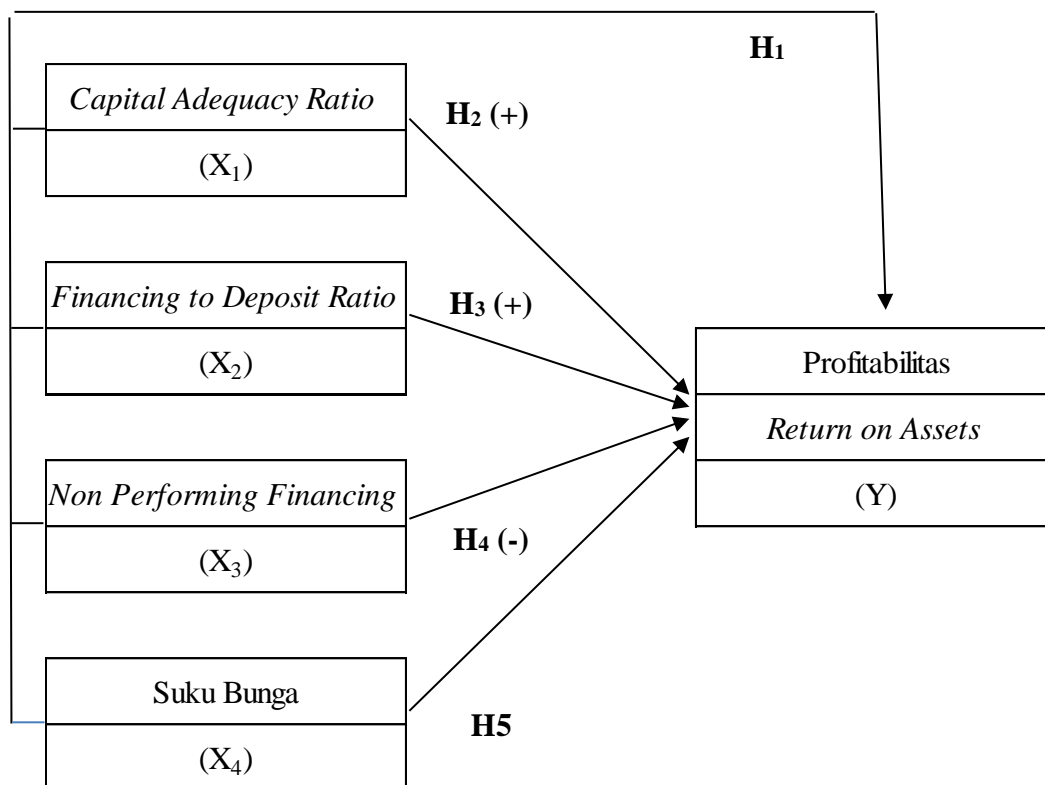 H1
Capital Adequacy Ratio
H2 (+)
(X1)
Financing to Deposit Ratio
H3 (+)
(X2)
Profitabilitas
Return on Assets
(Y)
Non Performing Financing
H4 (-)
(X3)
Suku Bunga
H5
(X4)